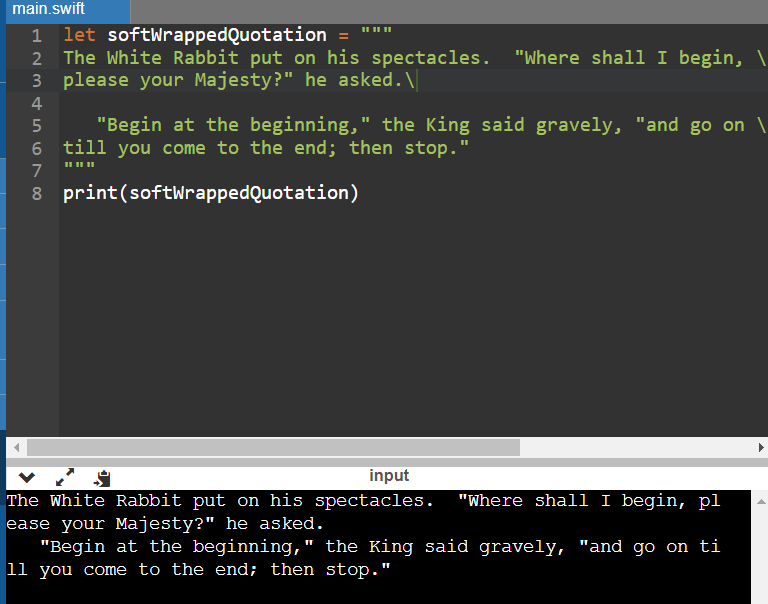 main.swift
1 let softWrappedQuotation = """
2 The White Rabbit put on his spectacles.  "Where shall I begin, \
3 please your Majesty?" he asked.\
4
5    "Begin at the beginning," the King said gravely, "and go on \
6 till you come to the end; then stop."
7 """
8 print(softWrappedQuotation)
input
The White Rabbit put on his spectacles.  "Where shall I begin, pl
ease your Majesty?" he asked.
   "Begin at the beginning," the King said gravely, "and go on ti
ll you come to the end; then stop."